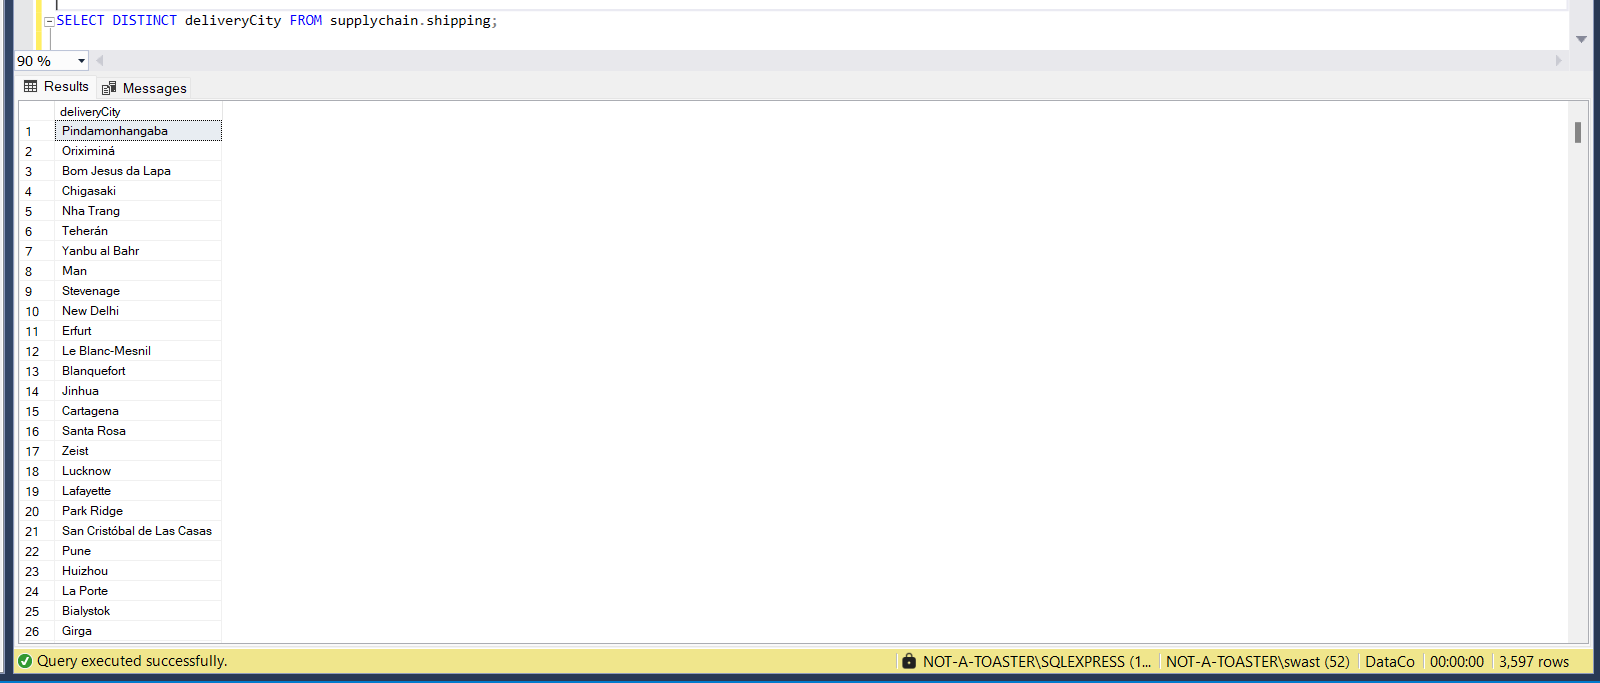 SELECT DISTINCT deliveryCity FROM supplychain.shipping;
90 %
Results Messages
deliveryCity
1 Pindamonhangaba
2 Oriximiná
3 Bom Jesus da Lapa
4 Chigasaki
5 Nha Trang
6 Teherán
7 Yanbu al Bahr
8 Man
9 Stevenage
10 New Delhi
11 Erfurt
12 Le Blanc-Mesnil
13 Blanquefort
14 Jinhua
15 Cartagena
16 Santa Rosa
17 Zeist
18 Lucknow
19 Lafayette
20 Park Ridge
21 San Cristóbal de Las Casas
22 Pune
23 Huizhou
24 La Porte
25 Bialystok
26 Girga
Query executed successfully. NOT-A-TOASTER\SQLEXPRESS (1... NOT-A-TOASTER\swast (52) DataCo 00:00:00 3,597 rows